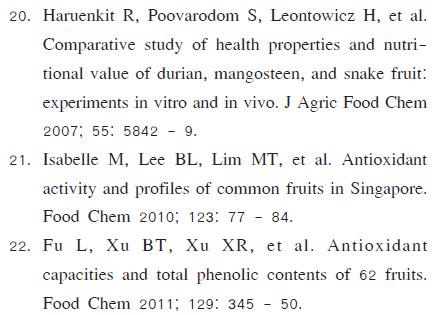 20. Haruenkit R, Poovarodom S, Leontowicz H, et al.
Comparative study of health properties and nutri-
tional value of durian, mangosteen, and snake fruit:
experiments in vitro and in vivo. J Agric Food Chem
2007; 55: 5842 - 9.
21. Isabelle M, Lee BL, Lim MT, et al. Antioxidant
activity and profiles of common fruits in Singapore.
Food Chem 2010; 123: 77 - 84.
22. Fu L, Xu BT, Xu XR, et al. Antioxidant
capacities and total phenolic contents of 62 fruits.
Food Chem 2011; 129: 345 - 50.